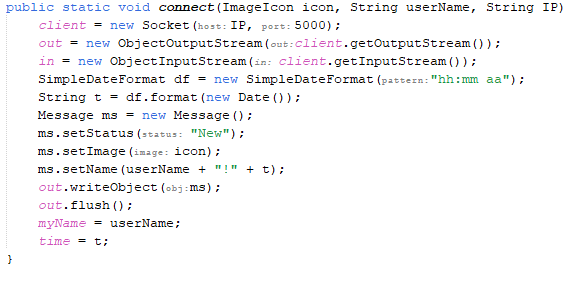 public static void connect(ImageIcon icon, String userName, String IP)
client = new Socket(host: IP, port: 5000);
out = new ObjectOutputStream(out: client.getOutputStream());
in = new ObjectInputStream(in: client.getInputStream());
SimpleDateFormat df = new SimpleDateFormat(pattern: "hh:mm aa");
String t = df.format(new Date());
Message ms = new Message();
ms.setStatus(status: "New");
ms.setImage(image: icon);
ms.setName(userName + "!" + t);
out.writeObject(obj: ms);
out.flush();
myName = userName;
time = t;
}